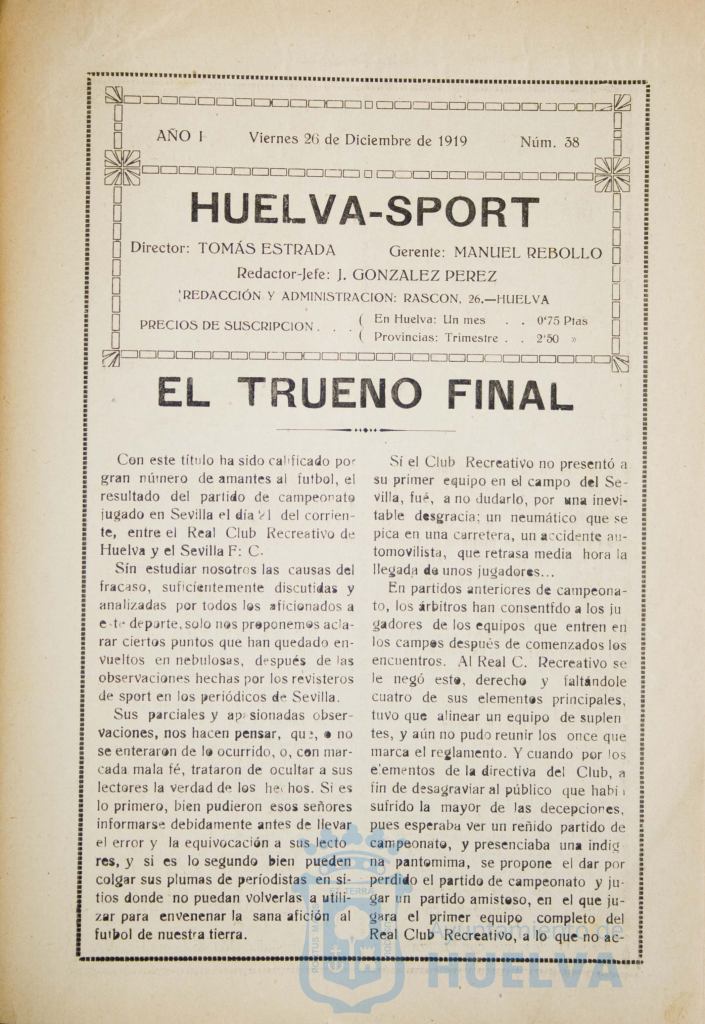 AÑO I
Viernes 26 de Diciembre de 1919
Núm. 38
HUELVA-SPORT
Director: TOMÁS ESTRADA
Gerente: MANUEL REBOLLO
Redactor-Jefe: J. GONZALEZ PEREZ
REDACCIÓN Y ADMINISTRACION: RASCON, 26.—HUELVA
PRECIOS DE SUSCRIPCION . . .
( En Huelva: Un mes . . 0'75 Ptas
( Provincias: Trimestre . . 2'50 »
EL TRUENO FINAL
Con este título ha sido calificado por
gran número de amantes al futbol, el
resultado del partido de campeonato
jugado en Sevilla el día 21 del corrien-
te, entre el Real Club Recreativo de
Huelva y el Sevilla F: C.
Sín estudiar nosotros las causas del
fracaso, suficientemente discutidas y
analizadas por todos los aficionados a
este deporte, solo nos proponemos acla-
rar ciertos puntos que han quedado en-
vueltos en nebulosas, después de las
observaciones hechas por los revisteros
de sport en los periódicos de Sevilla.
Sus parciales y apasionadas obser-
vaciones, nos hacen pensar, que, o no
se enteraron de lo ocurrido, o, con mar-
cada mala fé, trataron de ocultar a sus
lectores la verdad de los hechos. Si es
lo primero, bien pudieron esos señores
informarse debidamente antes de llevar
el error y la equivocación a sus lecto
res, y si es lo segundo bien pueden
colgar sus plumas de períodistas en si-
tios donde no puedan volverlas a utili-
zar para envenenar la sana afición al
futbol de nuestra tierra.
Sí el Club Recreativo no presentó a
su primer equipo en el campo del Se-
villa, fué, a no dudarlo, por una inevi-
table desgracia; un neumático que se
pica en una carretera, un accidente au-
tomovilista, que retrasa media hora la
llegada de unos jugadores...
En partidos anteriores de campeona-
to, los árbitros han consentfdo a los ju
gadores de los equipos que entren en
los campos después de comenzados los
encuentros. Al Real C. Recreativo se
le negó este, derecho y faltándole
cuatro de sus elementos principales,
tuvo que alinear un equipo de suplen
tes, y aún no pudo reunir los once que
marca el reglamento. Y cuando por los
elementos de la directiva del Club, a
fin de desagraviar al público que había
sufrido la mayor de las decepciones,
pues esperaba ver un reñido partido de
campeonato, y presenciaba una indig
na pantomima, se propone el dar por
perdido el partido de campeonato y ju-
gar un partido amistoso, en el que ju-
gara el primer equipo completo del
Real Club Recreativo, a lo que no ac-
Ayuntamiento de
HUELVA